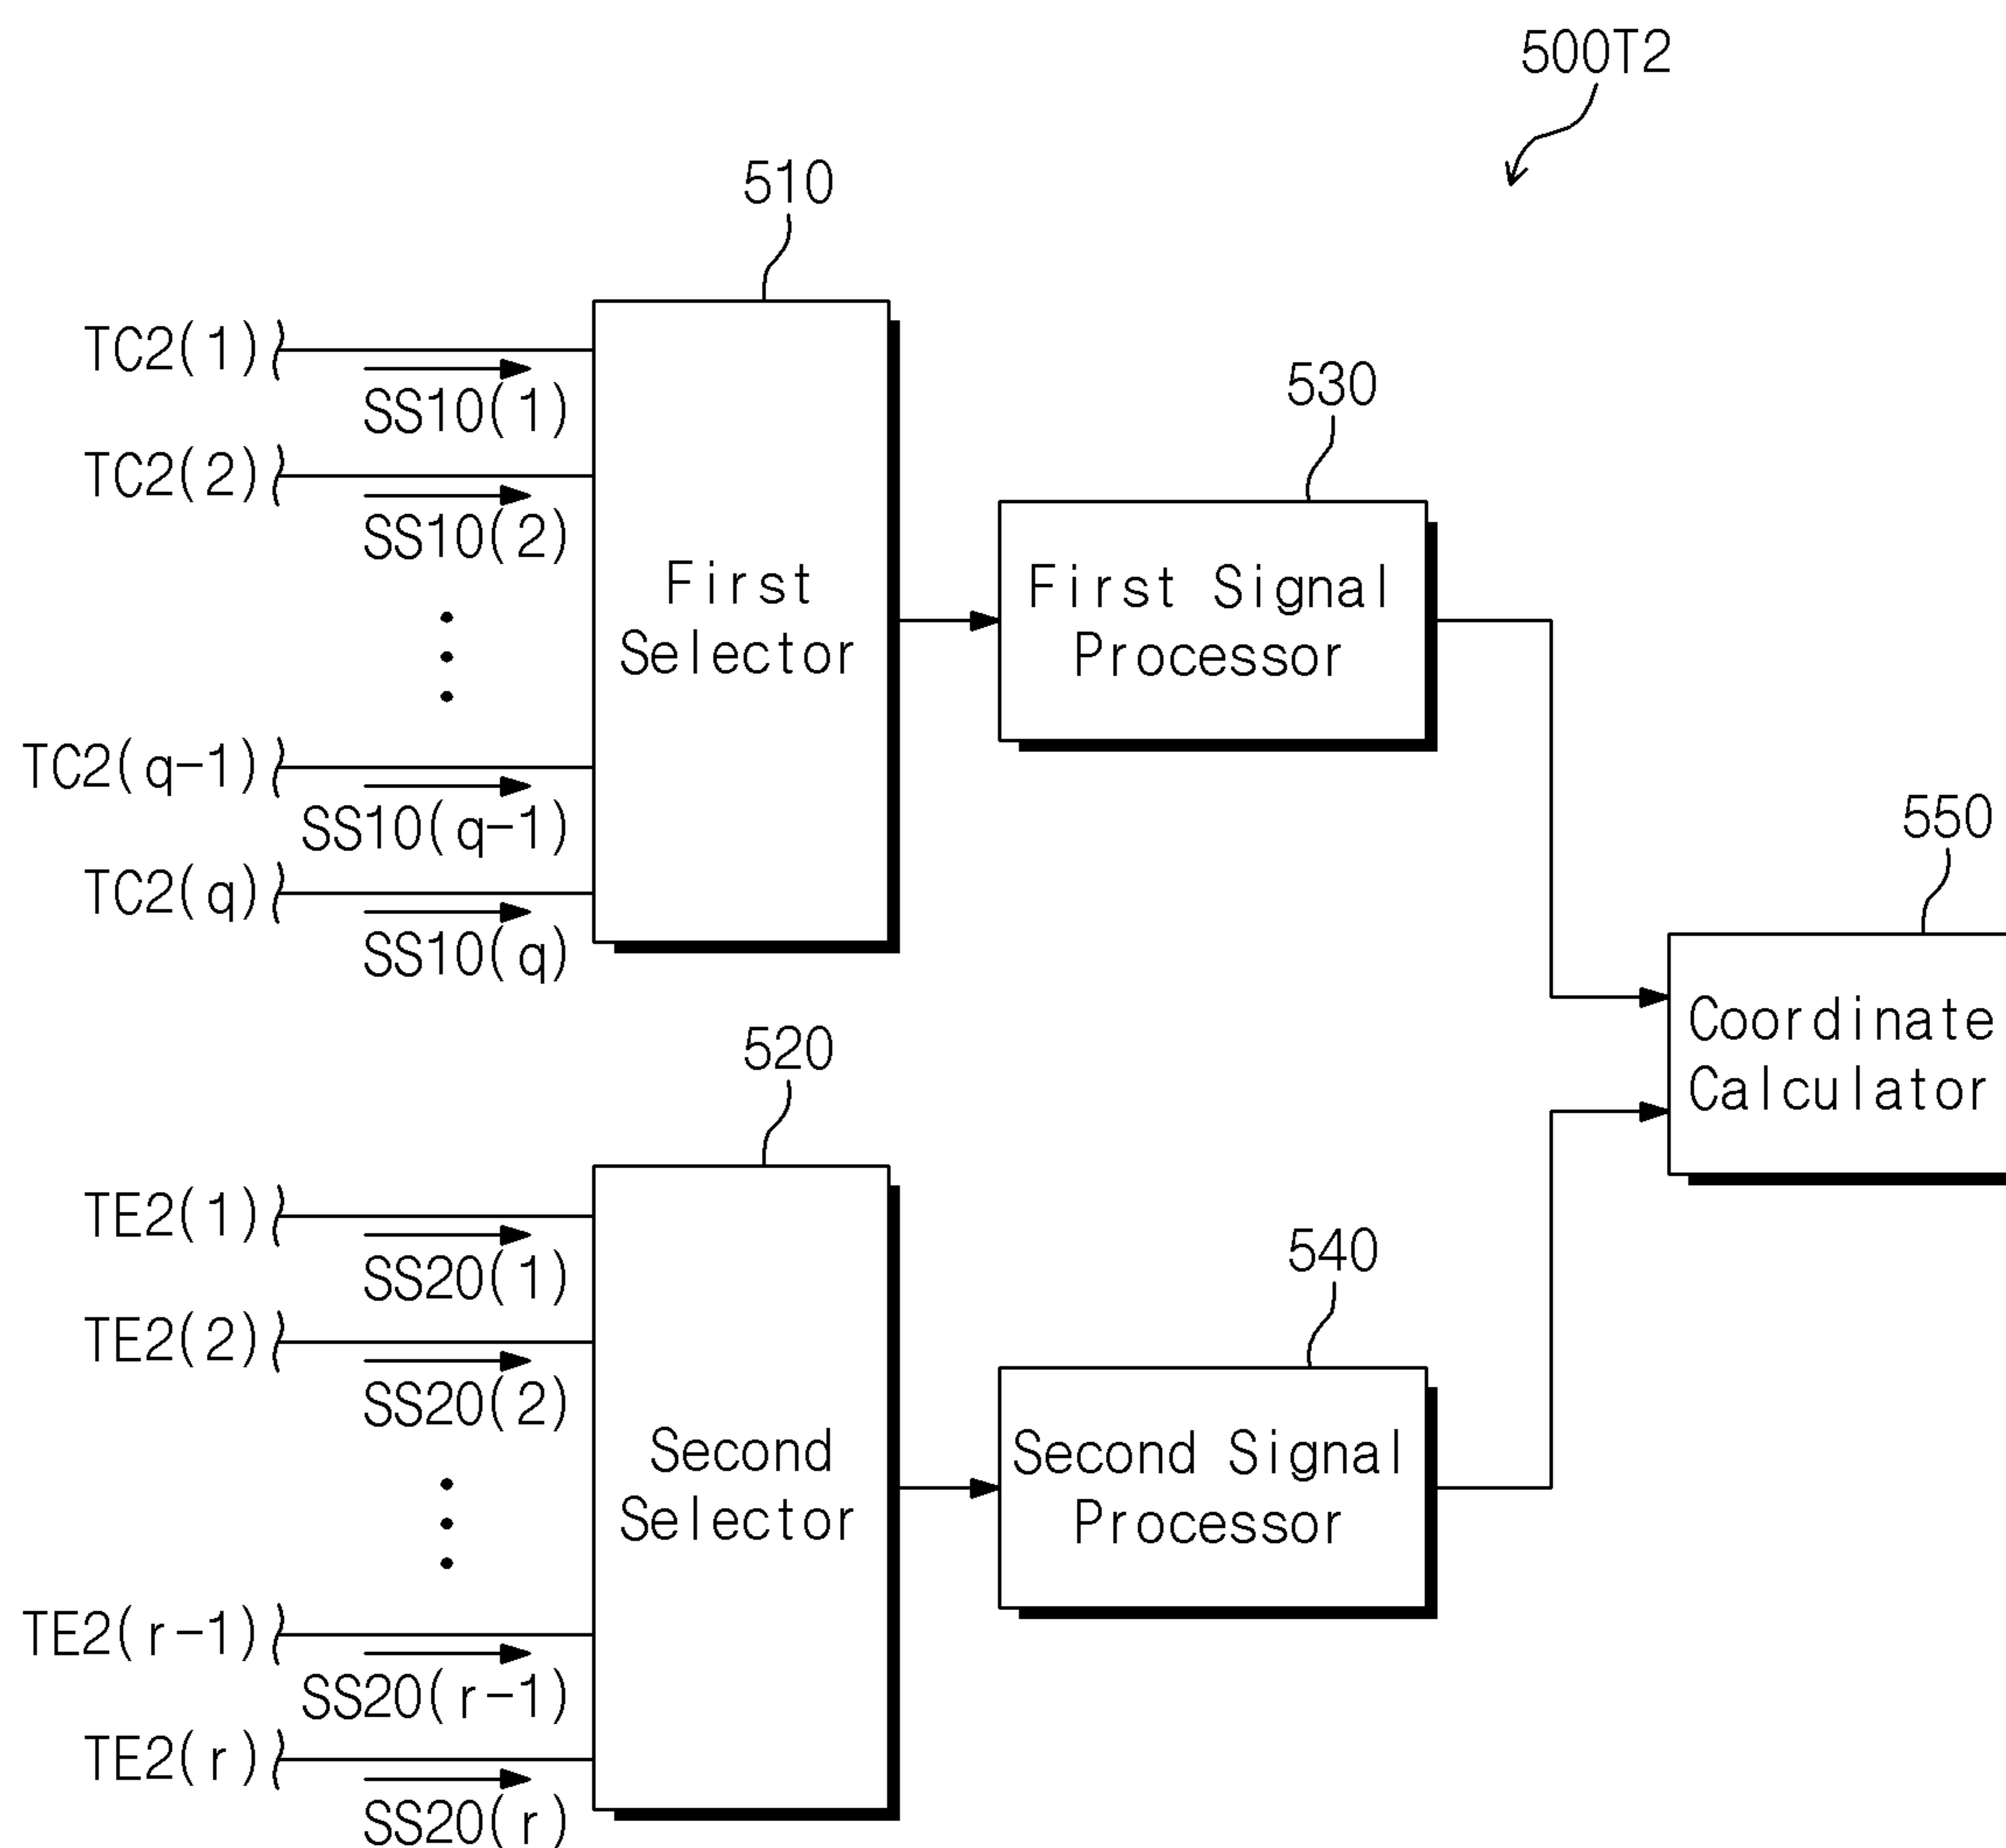 500T2
510
TC2(1)
SS10(1)
TC2(2)
SS10(2)
TC2(q-1)
SS10(q-1)
TC2(q)
SS10(q)
First
Selector
530
First Signal
Processor
550
Coordinate
Calculator
520
TE2(1)
SS20(1)
TE2(2)
SS20(2)
TE2(r-1)
SS20(r-1)
TE2(r)
SS20(r)
Second
Selector
540
Second Signal
Processor